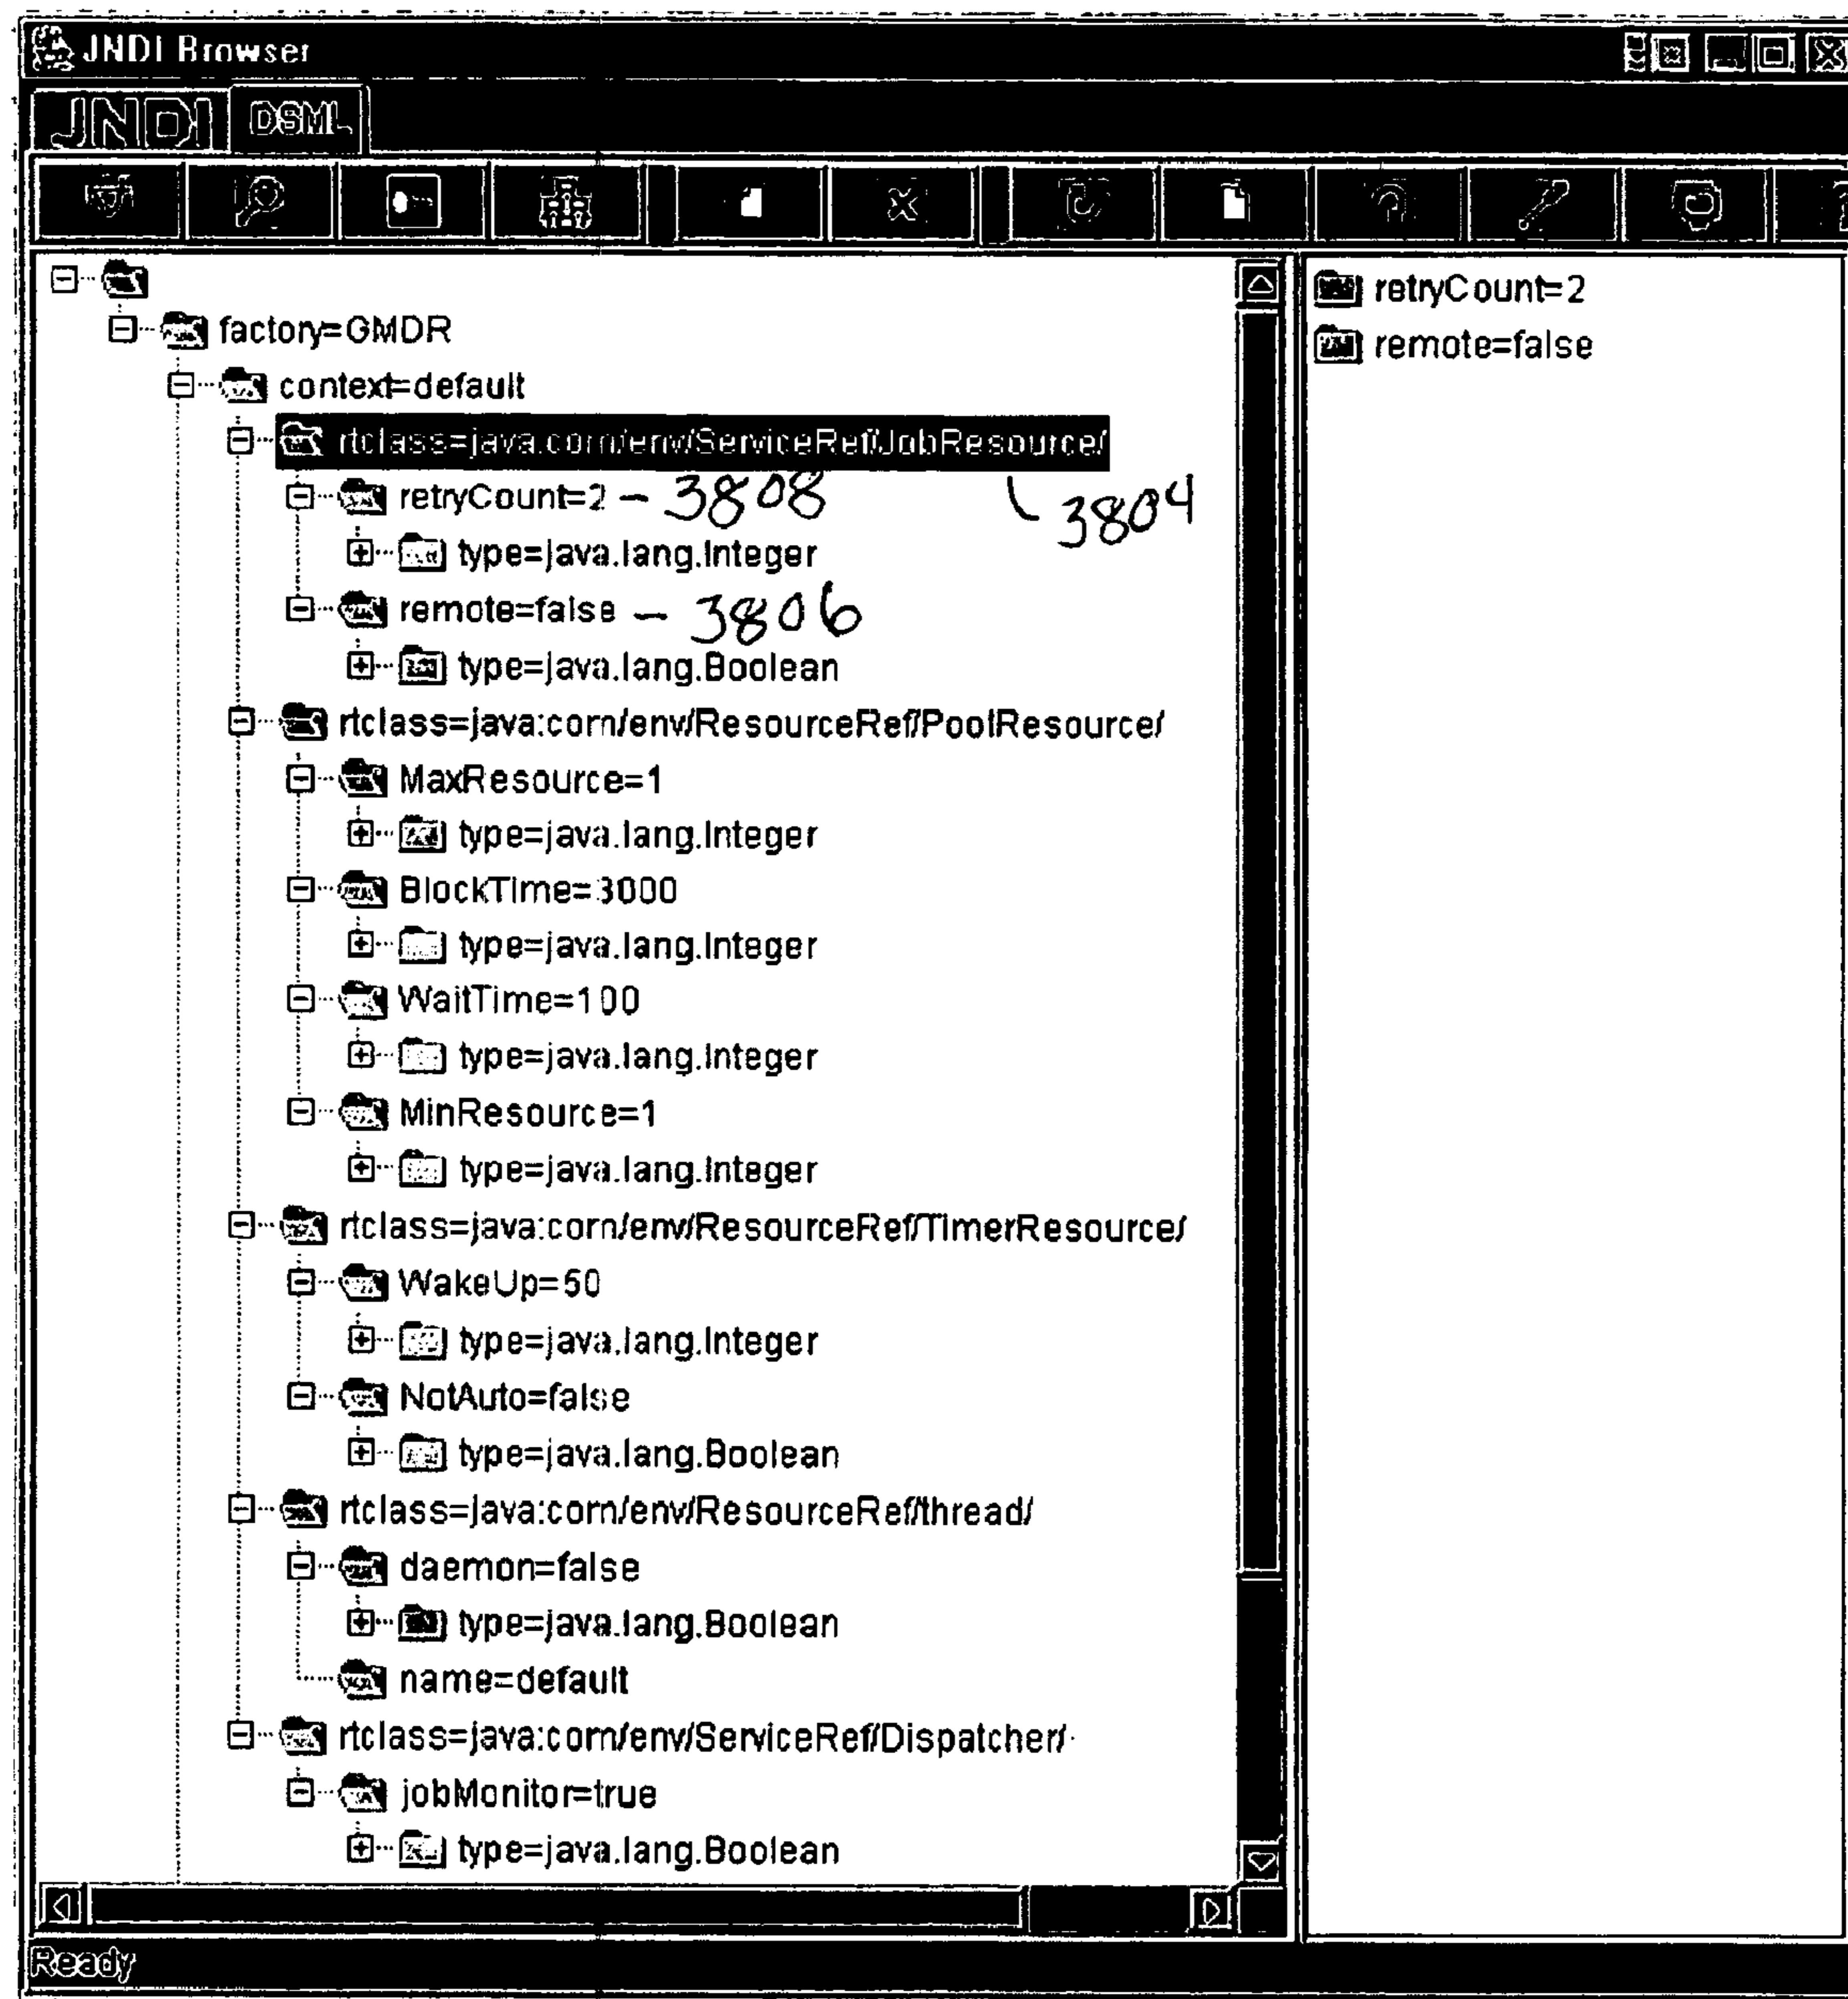 JNDI Browser
JNDI DSML
factory=GMDR
context=default
rtclass=java:com/env/ServiceRef/JobResource/
retryCount=2 – 3808
3804
type=java.lang.Integer
remote=false – 3806
type=java.lang.Boolean
rtclass=java:com/env/ResourceRef/PoolResource/
MaxResource=1
type=java.lang.Integer
BlockTime=3000
type=java.lang.Integer
WaitTime=100
type=java.lang.Integer
MinResource=1
type=java.lang.Integer
rtclass=java:com/env/ResourceRef/TimerResource/
WakeUp=50
type=java.lang.Integer
NotAuto=false
type=java.lang.Boolean
rtclass=java:com/env/ResourceRef/thread/
daemon=false
type=java.lang.Boolean
name=default
rtclass=java:com/env/ServiceRef/Dispatcher/
jobMonitor=true
type=java.lang.Boolean
retryCount=2
remote=false
Ready